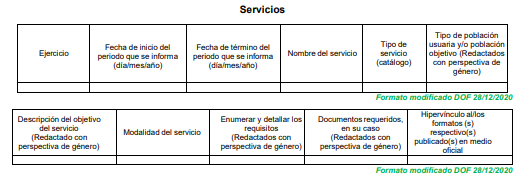 Servicios
Ejercicio
Fecha de inicio del
periodo que se informa
(día/mes/año)
Fecha de término del
periodo que se informa
(día/mes/año)
Nombre del servicio
Tipo de
servicio
(catálogo)
Tipo de población
usuaria y/o población
objetivo (Redactados
con perspectiva de
género)
Formato modificado DOF 28/12/2020
Descripción del objetivo
del servicio
(Redactado con
perspectiva de género)
Modalidad del servicio
Enumerar y detallar los
requisitos
(Redactados con
perspectiva de género)
Documentos requeridos,
en su caso
(Redactados con
perspectiva de género)
Hipervínculo al/los
formatos (s)
respectivo(s)
publicado(s) en medio
oficial
Formato modificado DOF 28/12/2020